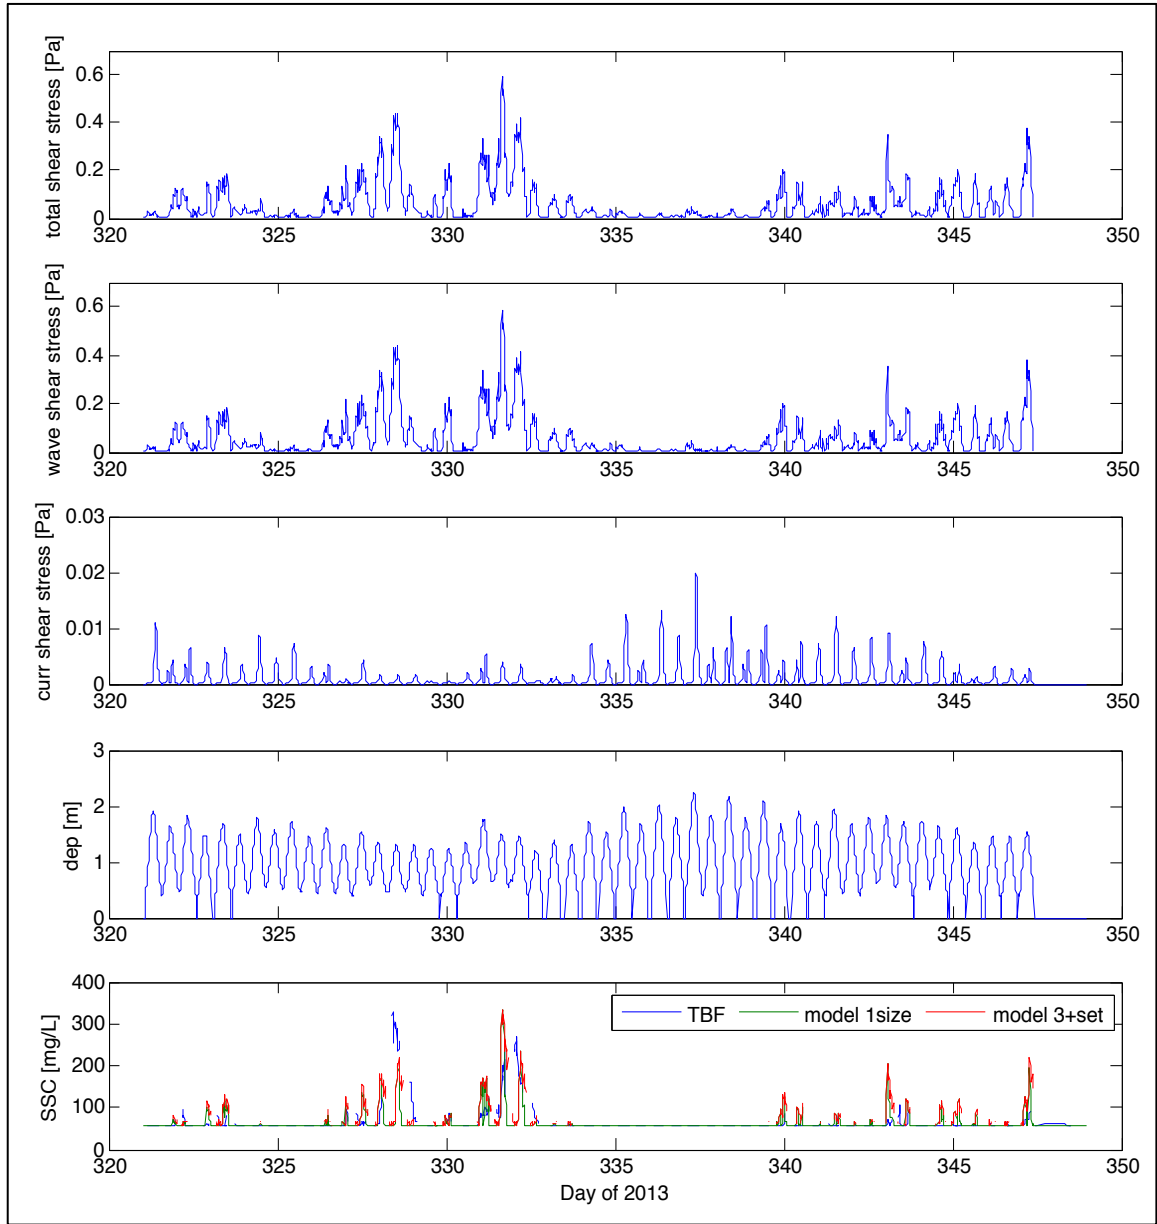 total shear stress [Pa]
0.6
0.4
0.2
0
320 325 330 335 340 345 350
wave shear stress [Pa]
0.6
0.4
0.2
0
320 325 330 335 340 345 350
curr shear stress [Pa]
0.03
0.02
0.01
0
320 325 330 335 340 345 350
dep [m]
3
2
1
0
320 325 330 335 340 345 350
SSC [mg/L]
400
300
200
100
0
TBF model 1size model 3+set
320 325 330 335 340 345 350
Day of 2013